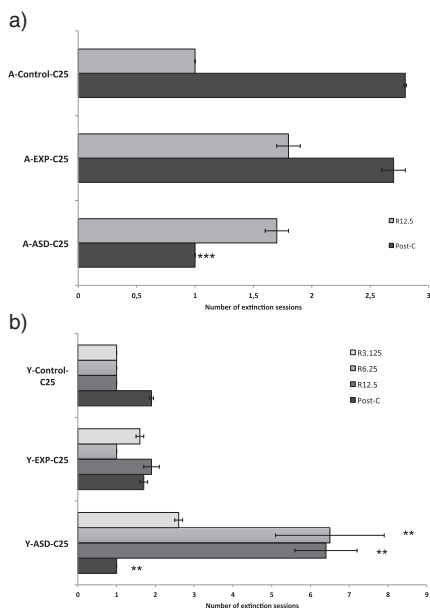 a)
A-Control-C25
A-EXP-C25
A-ASD-C25
***
R12.5
Post-C
0 0,5 1 1,5 2 2,5 3
Number of extinction sessions
b)
Y-Control-
C25
Y-EXP-C25
Y-ASD-C25
R3.125
R6.25
R12.5
Post-C
**
**
**
0 1 2 3 4 5 6 7 8 9
Number of extinction sessions